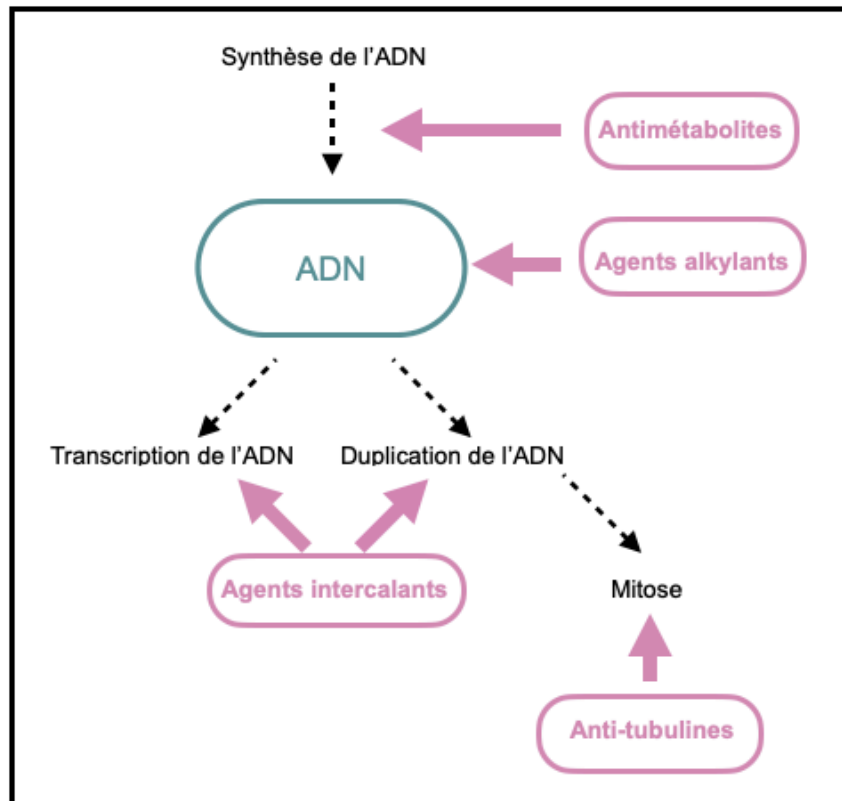 Synthèse de l'ADN
Antimétabolites
ADN
Agents alkylants
Transcription de l'ADN
Duplication de l'ADN
Agents intercalants
Mitose
Anti-tubulines